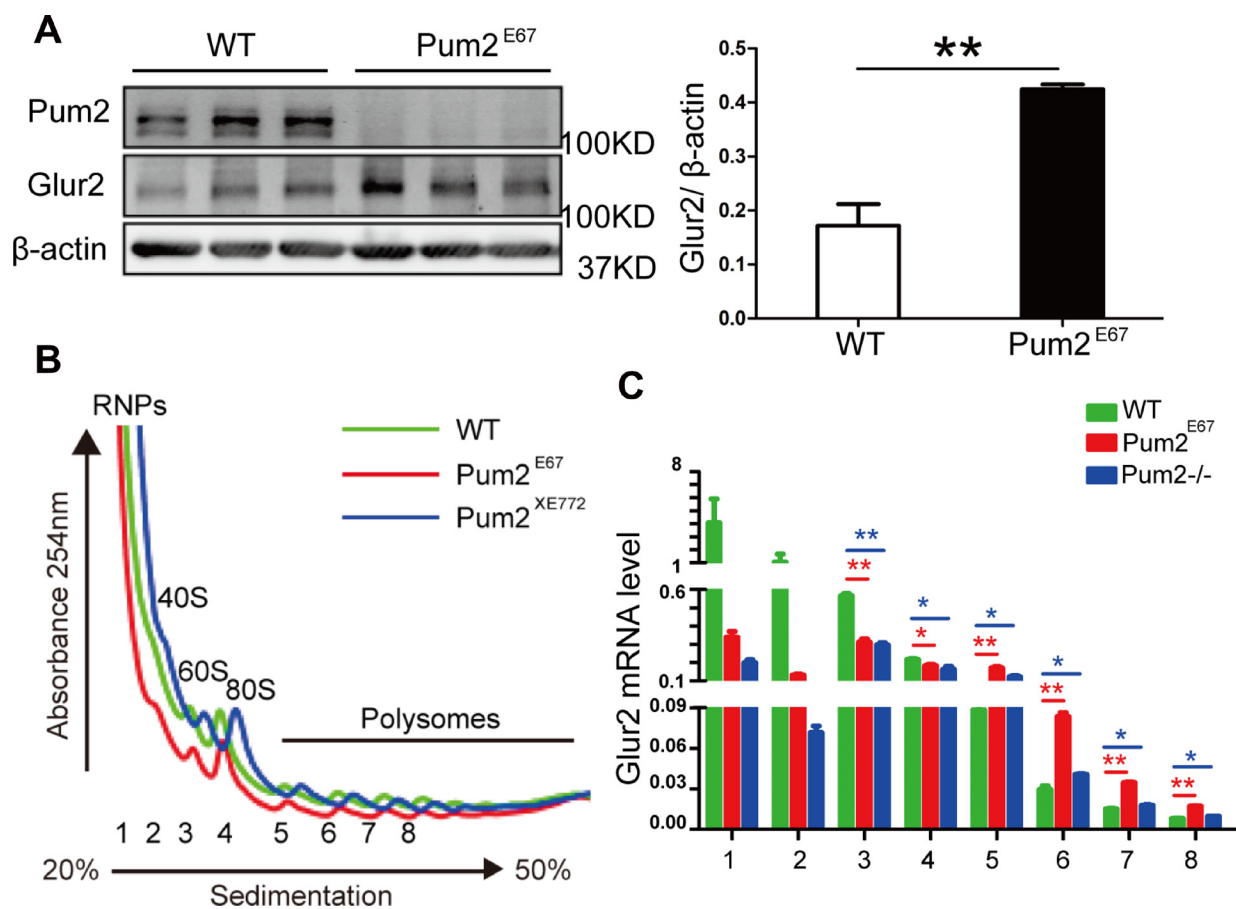 A
WT
Pum2 E67
Pum2
100KD
Glur2
100KD
β-actin
37KD
**
Glur2/ β-actin
0.5
0.4
0.3
0.2
0.1
0.0
WT
Pum2 E67
B
RNPs
WT
Pum2 E67
Pum2 XE772
40S
60S
80S
Polysomes
Absorbance 254nm
1 2 3 4 5 6 7 8
20%
50%
Sedimentation
C
WT
Pum2 E67
Pum2-/-
Glur2 mRNA level
8
1
0.6
0.1
0.09
0.06
0.03
0.00
**
**
*
*
*
**
*
**
*
**
*
**
1 2 3 4 5 6 7 8